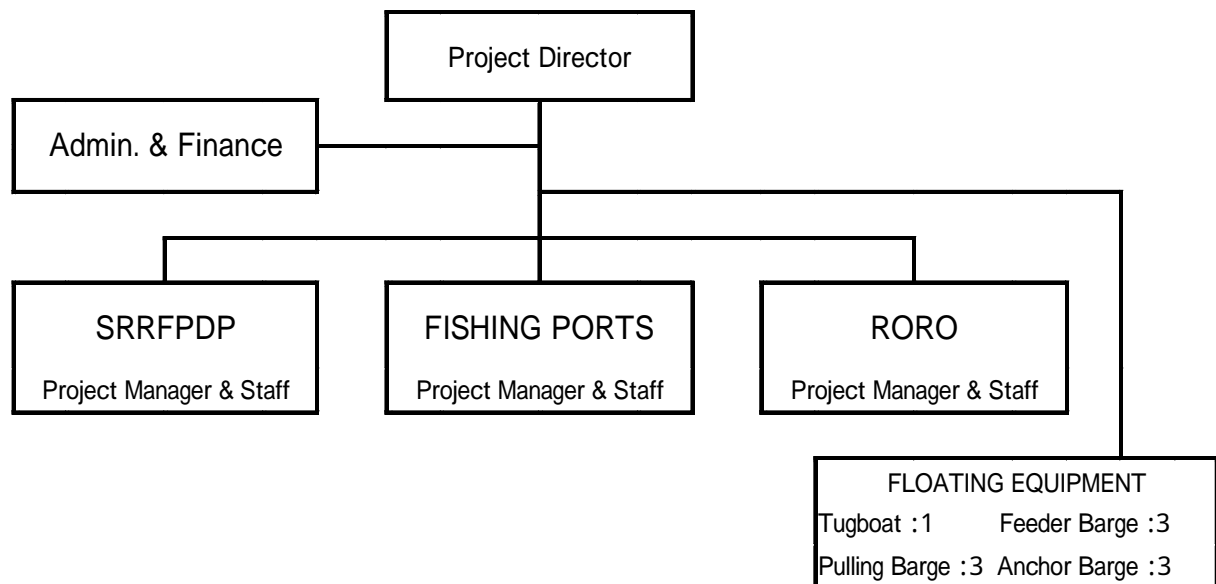 Project Director
Admin. & Finance
SRRFPDP
Project Manager & Staff
FISHING PORTS
Project Manager & Staff
RORO
Project Manager & Staff
FLOATING EQUIPMENT
Tugboat :1 Feeder Barge :3
Pulling Barge :3 Anchor Barge :3